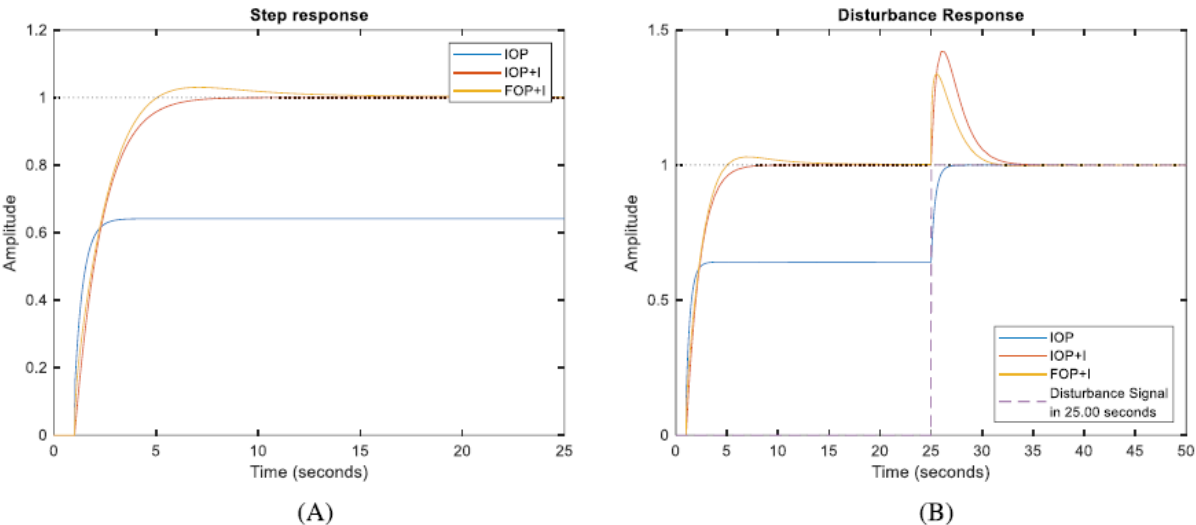 Step response
1.2
1
0.8
0.6
0.4
0.2
0
Amplitude
0
5
10
15
20
25
Time (seconds)
IOP
IOP+I
FOP+I
(A)
Disturbance Response
1.5
1
0.5
0
Amplitude
0
5
10
15
20
25
30
35
40
45
50
Time (seconds)
IOP
IOP+I
FOP+I
Disturbance Signal
in 25.00 seconds
(B)